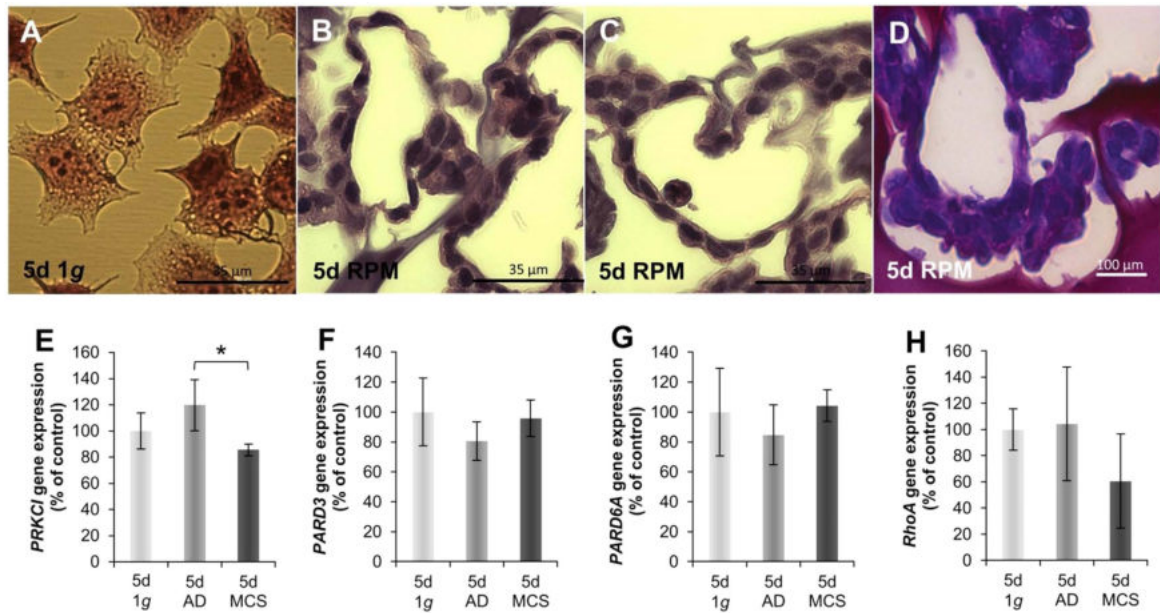 A
5d 1g
35 µm
B
5d RPM
35 µm
C
5d RPM
35 µm
D
5d RPM
100 µm
E
PRKCI gene expression
(% of control)
160
140
120
100
80
60
40
20
0
*
5d
1g
5d
AD
5d
MCS
F
PARD3 gene expression
(% of control)
140
120
100
80
60
40
20
0
5d
1g
5d
AD
5d
MCS
G
PARD6A gene expression
(% of control)
140
120
100
80
60
40
20
0
5d
1g
5d
AD
5d
MCS
H
RhoA gene expression
(% of control)
160
140
120
100
80
60
40
20
0
5d
1g
5d
AD
5d
MCS